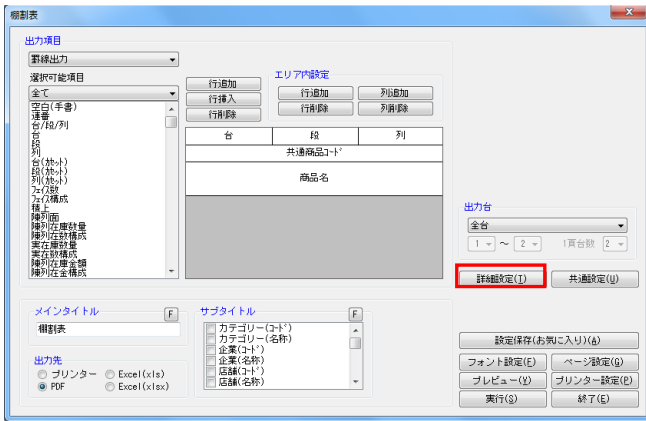 棚割表
出力項目
罫線出力
選択可能項目
全て
空白(手書)
連番
台/段/列
台
段
列
台(ｶｾｯﾄ)
段(ｶｾｯﾄ)
列(ｶｾｯﾄ)
ﾌｪｲｽ数
ﾌｪｲｽ構成
積上
陳列面
陳列在庫数量
陳列在数構成
実在庫数量
実在数構成
陳列在庫金額
陳列在金構成
行追加
行挿入
行削除
エリア内設定
行追加
列追加
行削除
列削除
台
段
列
共通商品ｺｰﾄﾞ
商品名
出力台
全台
1 ～ 2
1頁台数 2
詳細設定(I)
共通設定(U)
メインタイトル
F
棚割表
サブタイトル
F
カテゴリー(ｺｰﾄﾞ)
カテゴリー(名称)
企業(ｺｰﾄﾞ)
企業(名称)
店舗(ｺｰﾄﾞ)
店舗(名称)
出力先
プリンター
Excel(xls)
PDF
Excel(xlsx)
設定保存(お気に入り)(A)
フォント設定(F)
ページ設定(G)
プレビュー(V)
プリンター設定(P)
実行(S)
終了(E)